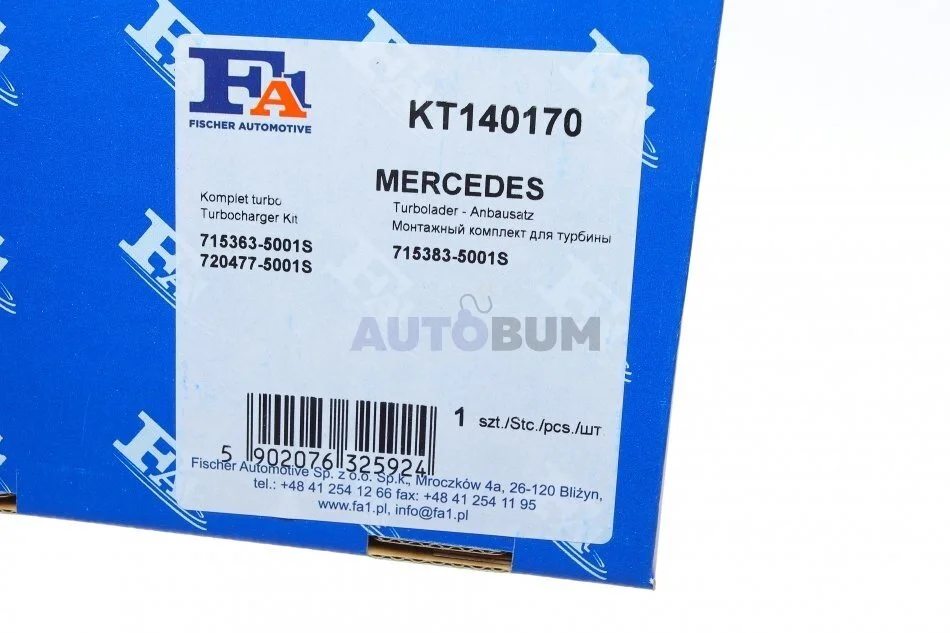 FA1
FISCHER AUTOMOTIVE
KT140170
MERCEDES
Komplet turbo
Turbocharger Kit
715363-5001S
720477-5001S
Turbolader - Anbausatz
Монтажный комплект для турбины
715383-5001S
AUTOBUM
1 szt./Stc./pcs./шт
5 902076 325924
Fischer Automotive Sp. z o.o. Sp.k., Mroczków 4a, 26-120 Bliżyn,
tel.: +48 41 254 12 66 fax: +48 41 254 11 95
www.fa1.pl, info@fa1.pl